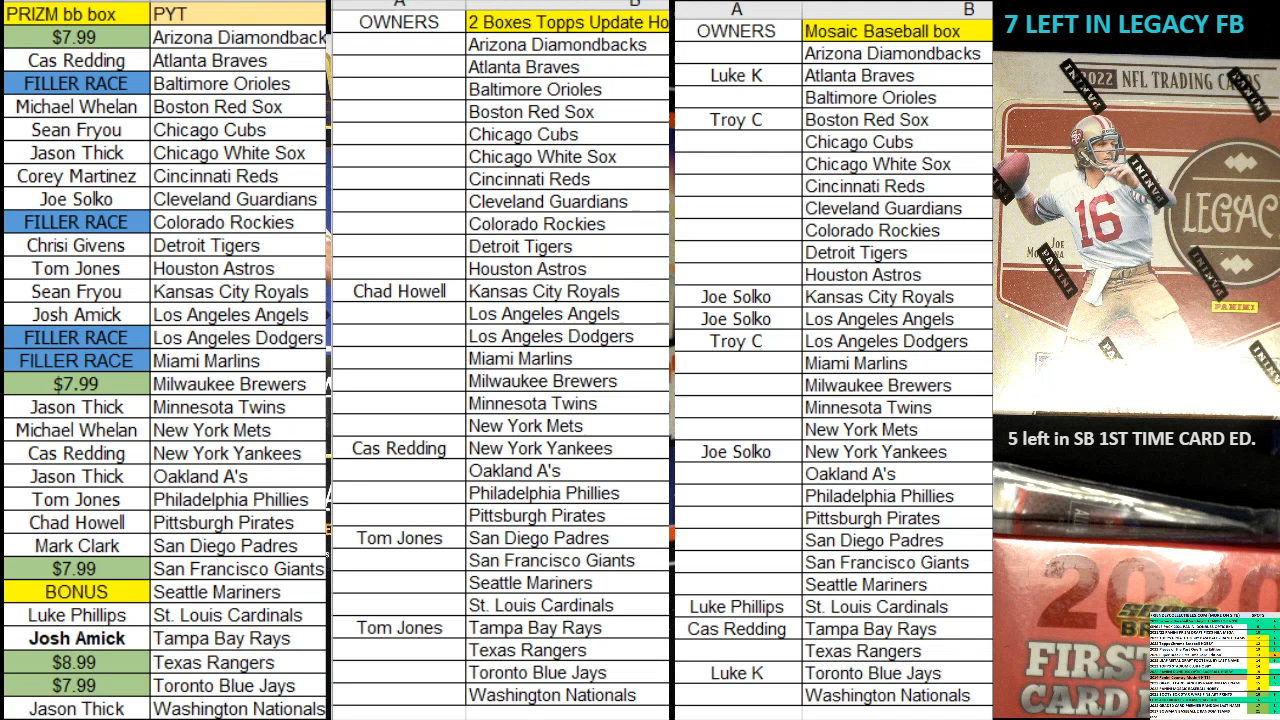 PRIZM bb box PYT
$7.99 Arizona Diamondback
Cas Redding Atlanta Braves
FILLER RACE Baltimore Orioles
Michael Whelan Boston Red Sox
Sean Fryou Chicago Cubs
Jason Thick Chicago White Sox
Corey Martinez Cincinnati Reds
Joe Solko Cleveland Guardians
FILLER RACE Colorado Rockies
Chrisi Givens Detroit Tigers
Tom Jones Houston Astros
Sean Fryou Kansas City Royals
Josh Amick Los Angeles Angels
FILLER RACE Los Angeles Dodgers
FILLER RACE Miami Marlins
$7.99 Milwaukee Brewers
Jason Thick Minnesota Twins
Michael Whelan New York Mets
Cas Redding New York Yankees
Jason Thick Oakland A's
Tom Jones Philadelphia Phillies
Chad Howell Pittsburgh Pirates
Mark Clark San Diego Padres
$7.99 San Francisco Giants
BONUS Seattle Mariners
Luke Phillips St. Louis Cardinals
Josh Amick Tampa Bay Rays
$8.99 Texas Rangers
$7.99 Toronto Blue Jays
Jason Thick Washington Nationals
A B
OWNERS 2 Boxes Topps Update Ho
Arizona Diamondbacks
Atlanta Braves
Baltimore Orioles
Boston Red Sox
Chicago Cubs
Chicago White Sox
Cincinnati Reds
Cleveland Guardians
Colorado Rockies
Detroit Tigers
Houston Astros
Chad Howell Kansas City Royals
Los Angeles Angels
Los Angeles Dodgers
Miami Marlins
Milwaukee Brewers
Minnesota Twins
New York Mets
Cas Redding New York Yankees
Oakland A's
Philadelphia Phillies
Pittsburgh Pirates
Tom Jones San Diego Padres
San Francisco Giants
Seattle Mariners
St. Louis Cardinals
Tom Jones Tampa Bay Rays
Texas Rangers
Toronto Blue Jays
Washington Nationals
A B
OWNERS Mosaic Baseball box
Arizona Diamondbacks
Luke K Atlanta Braves
Baltimore Orioles
Troy C Boston Red Sox
Chicago Cubs
Chicago White Sox
Cincinnati Reds
Cleveland Guardians
Colorado Rockies
Detroit Tigers
Houston Astros
Joe Solko Kansas City Royals
Joe Solko Los Angeles Angels
Troy C Los Angeles Dodgers
Miami Marlins
Milwaukee Brewers
Minnesota Twins
New York Mets
Joe Solko New York Yankees
Oakland A's
Philadelphia Phillies
Pittsburgh Pirates
San Diego Padres
San Francisco Giants
Seattle Mariners
Luke Phillips St. Louis Cardinals
Cas Redding Tampa Bay Rays
Texas Rangers
Luke K Toronto Blue Jays
Washington Nationals
7 LEFT IN LEGACY FB
2022 NFL TRADING CARDS
PANINI
PANINI
PANINI
PANINI
PANINI
16
LEGAC
JOE
PANINI
5 left in SB 1ST TIME CARD ED.
2020
FIRST
CARD